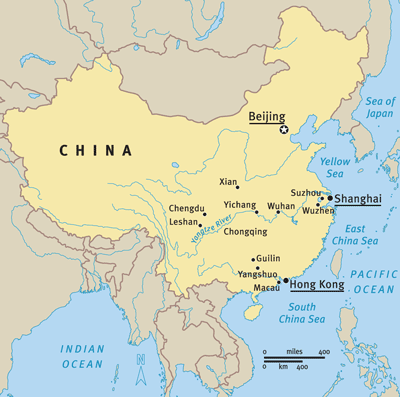 Sea of
Japan
Beijing
CHINA
Yellow
Sea
Xian
Suzhou
Shanghai
Chengdu
Yichang
Wuhan
Wuzhen
Leshan
Yangtze River
Chongqing
East
China Sea
Guilin
Yangshuo
PACIFIC
OCEAN
Macau
Hong Kong
South
China Sea
INDIAN
OCEAN
0 miles 400
0 km 400
N